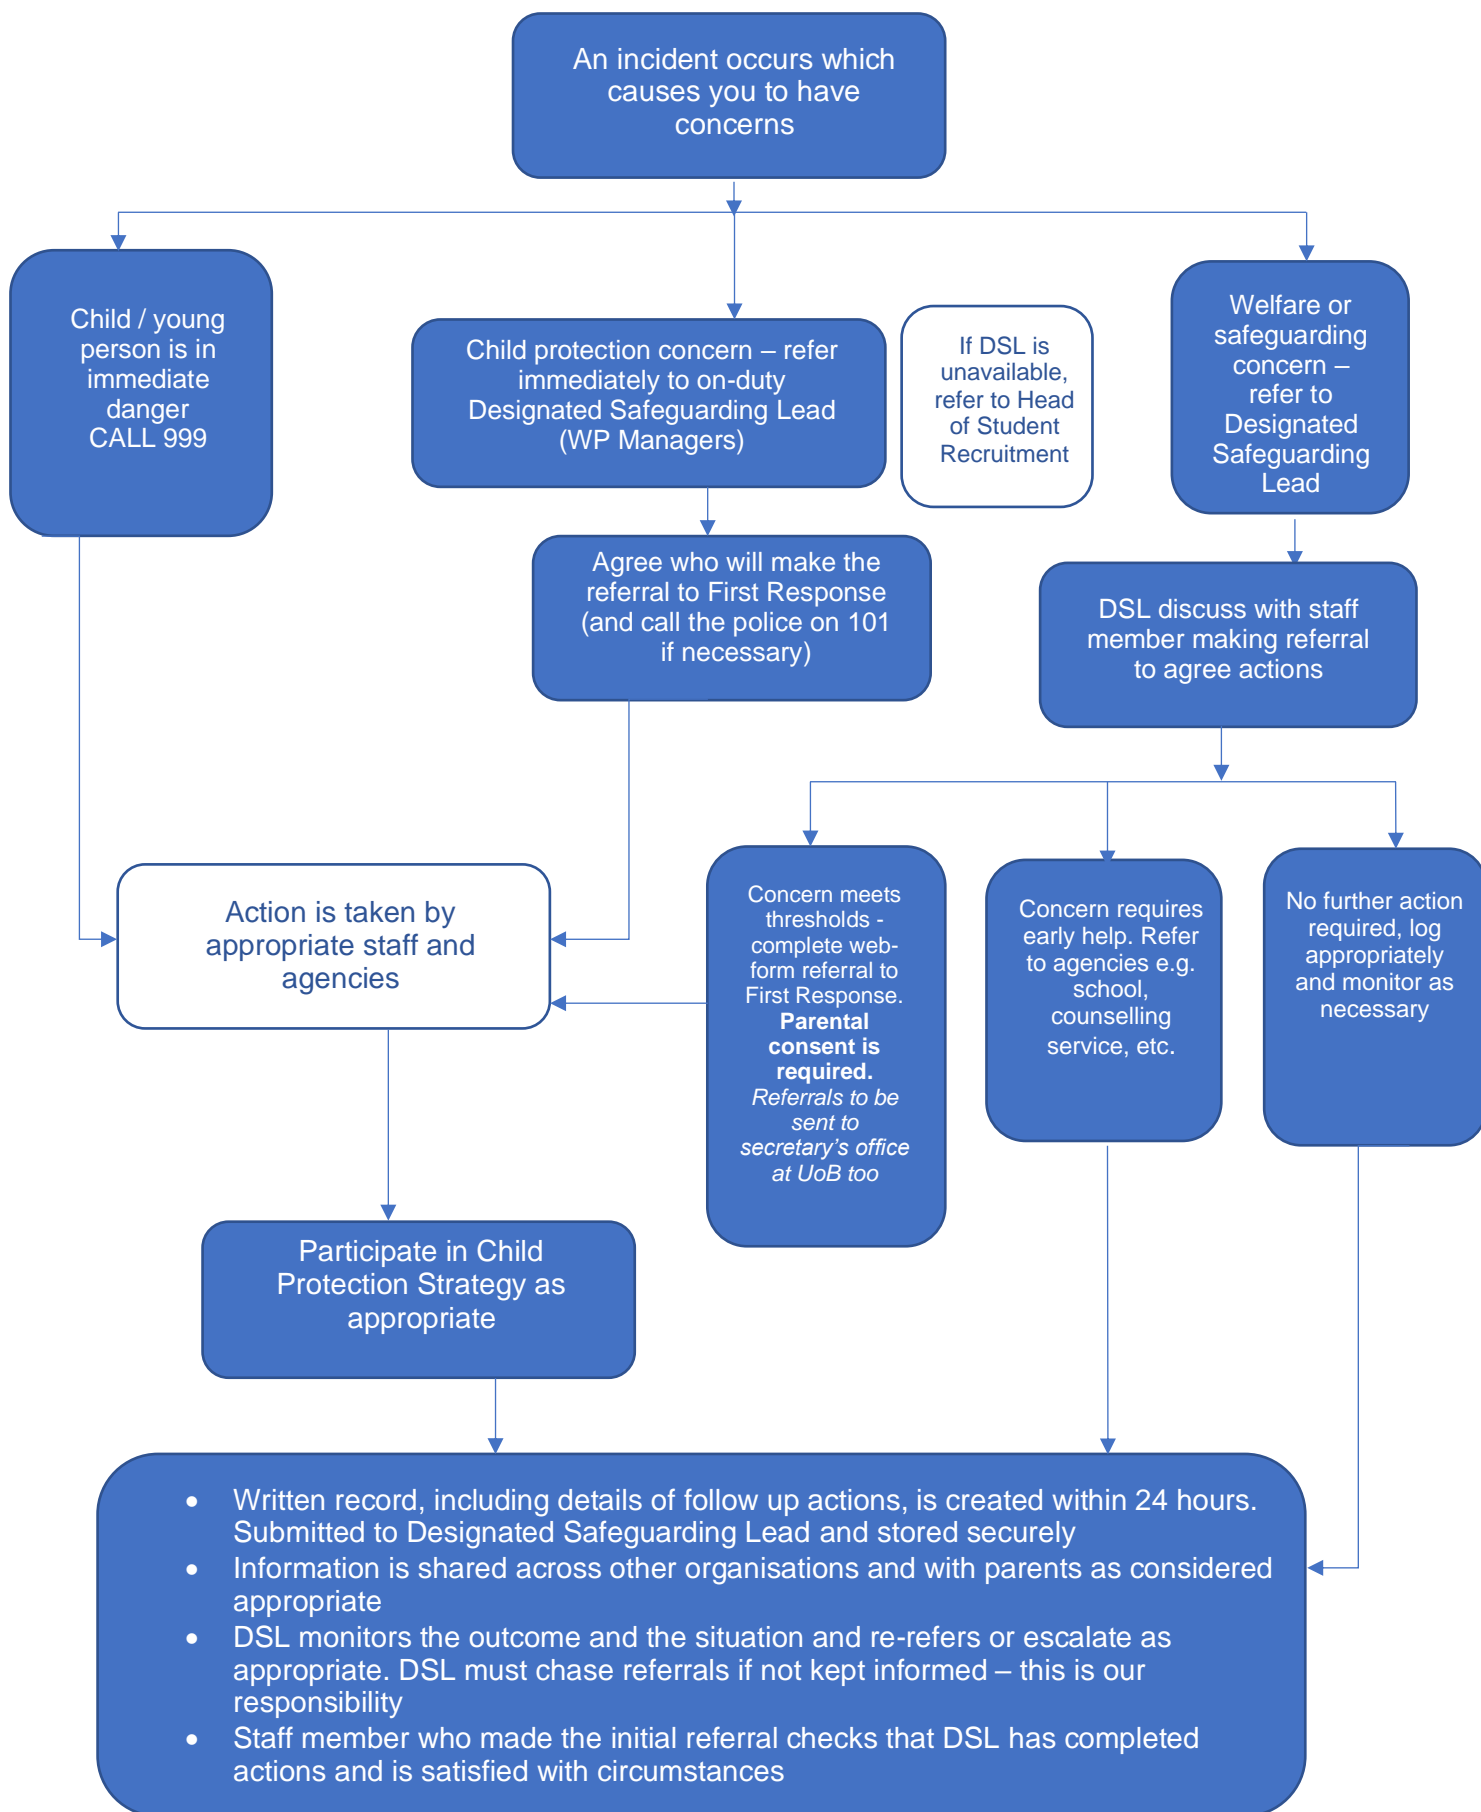 An incident occurs which
causes you to have
concerns
Child / young
person is in
immediate
danger
CALL 999
Child protection concern – refer
immediately to on-duty
Designated Safeguarding Lead
(WP Managers)
If DSL is
unavailable,
refer to Head
of Student
Recruitment
Welfare or
safeguarding
concern –
refer to
Designated
Safeguarding
Lead
Agree who will make the
referral to First Response
(and call the police on 101
if necessary)
DSL discuss with staff
member making referral
to agree actions
Action is taken by
appropriate staff and
agencies
Concern meets
thresholds -
complete web-
form referral to
First Response.
Parental
consent is
required.
Referrals to be
sent to
secretary’s office
at UoB too
Concern requires
early help. Refer
to agencies e.g.
school,
counselling
service, etc.
No further action
required, log
appropriately
and monitor as
necessary
Participate in Child
Protection Strategy as
appropriate
• Written record, including details of follow up actions, is created within 24 hours.
Submitted to Designated Safeguarding Lead and stored securely
• Information is shared across other organisations and with parents as considered
appropriate
• DSL monitors the outcome and the situation and re-refers or escalate as
appropriate. DSL must chase referrals if not kept informed – this is our
responsibility
• Staff member who made the initial referral checks that DSL has completed
actions and is satisfied with circumstances